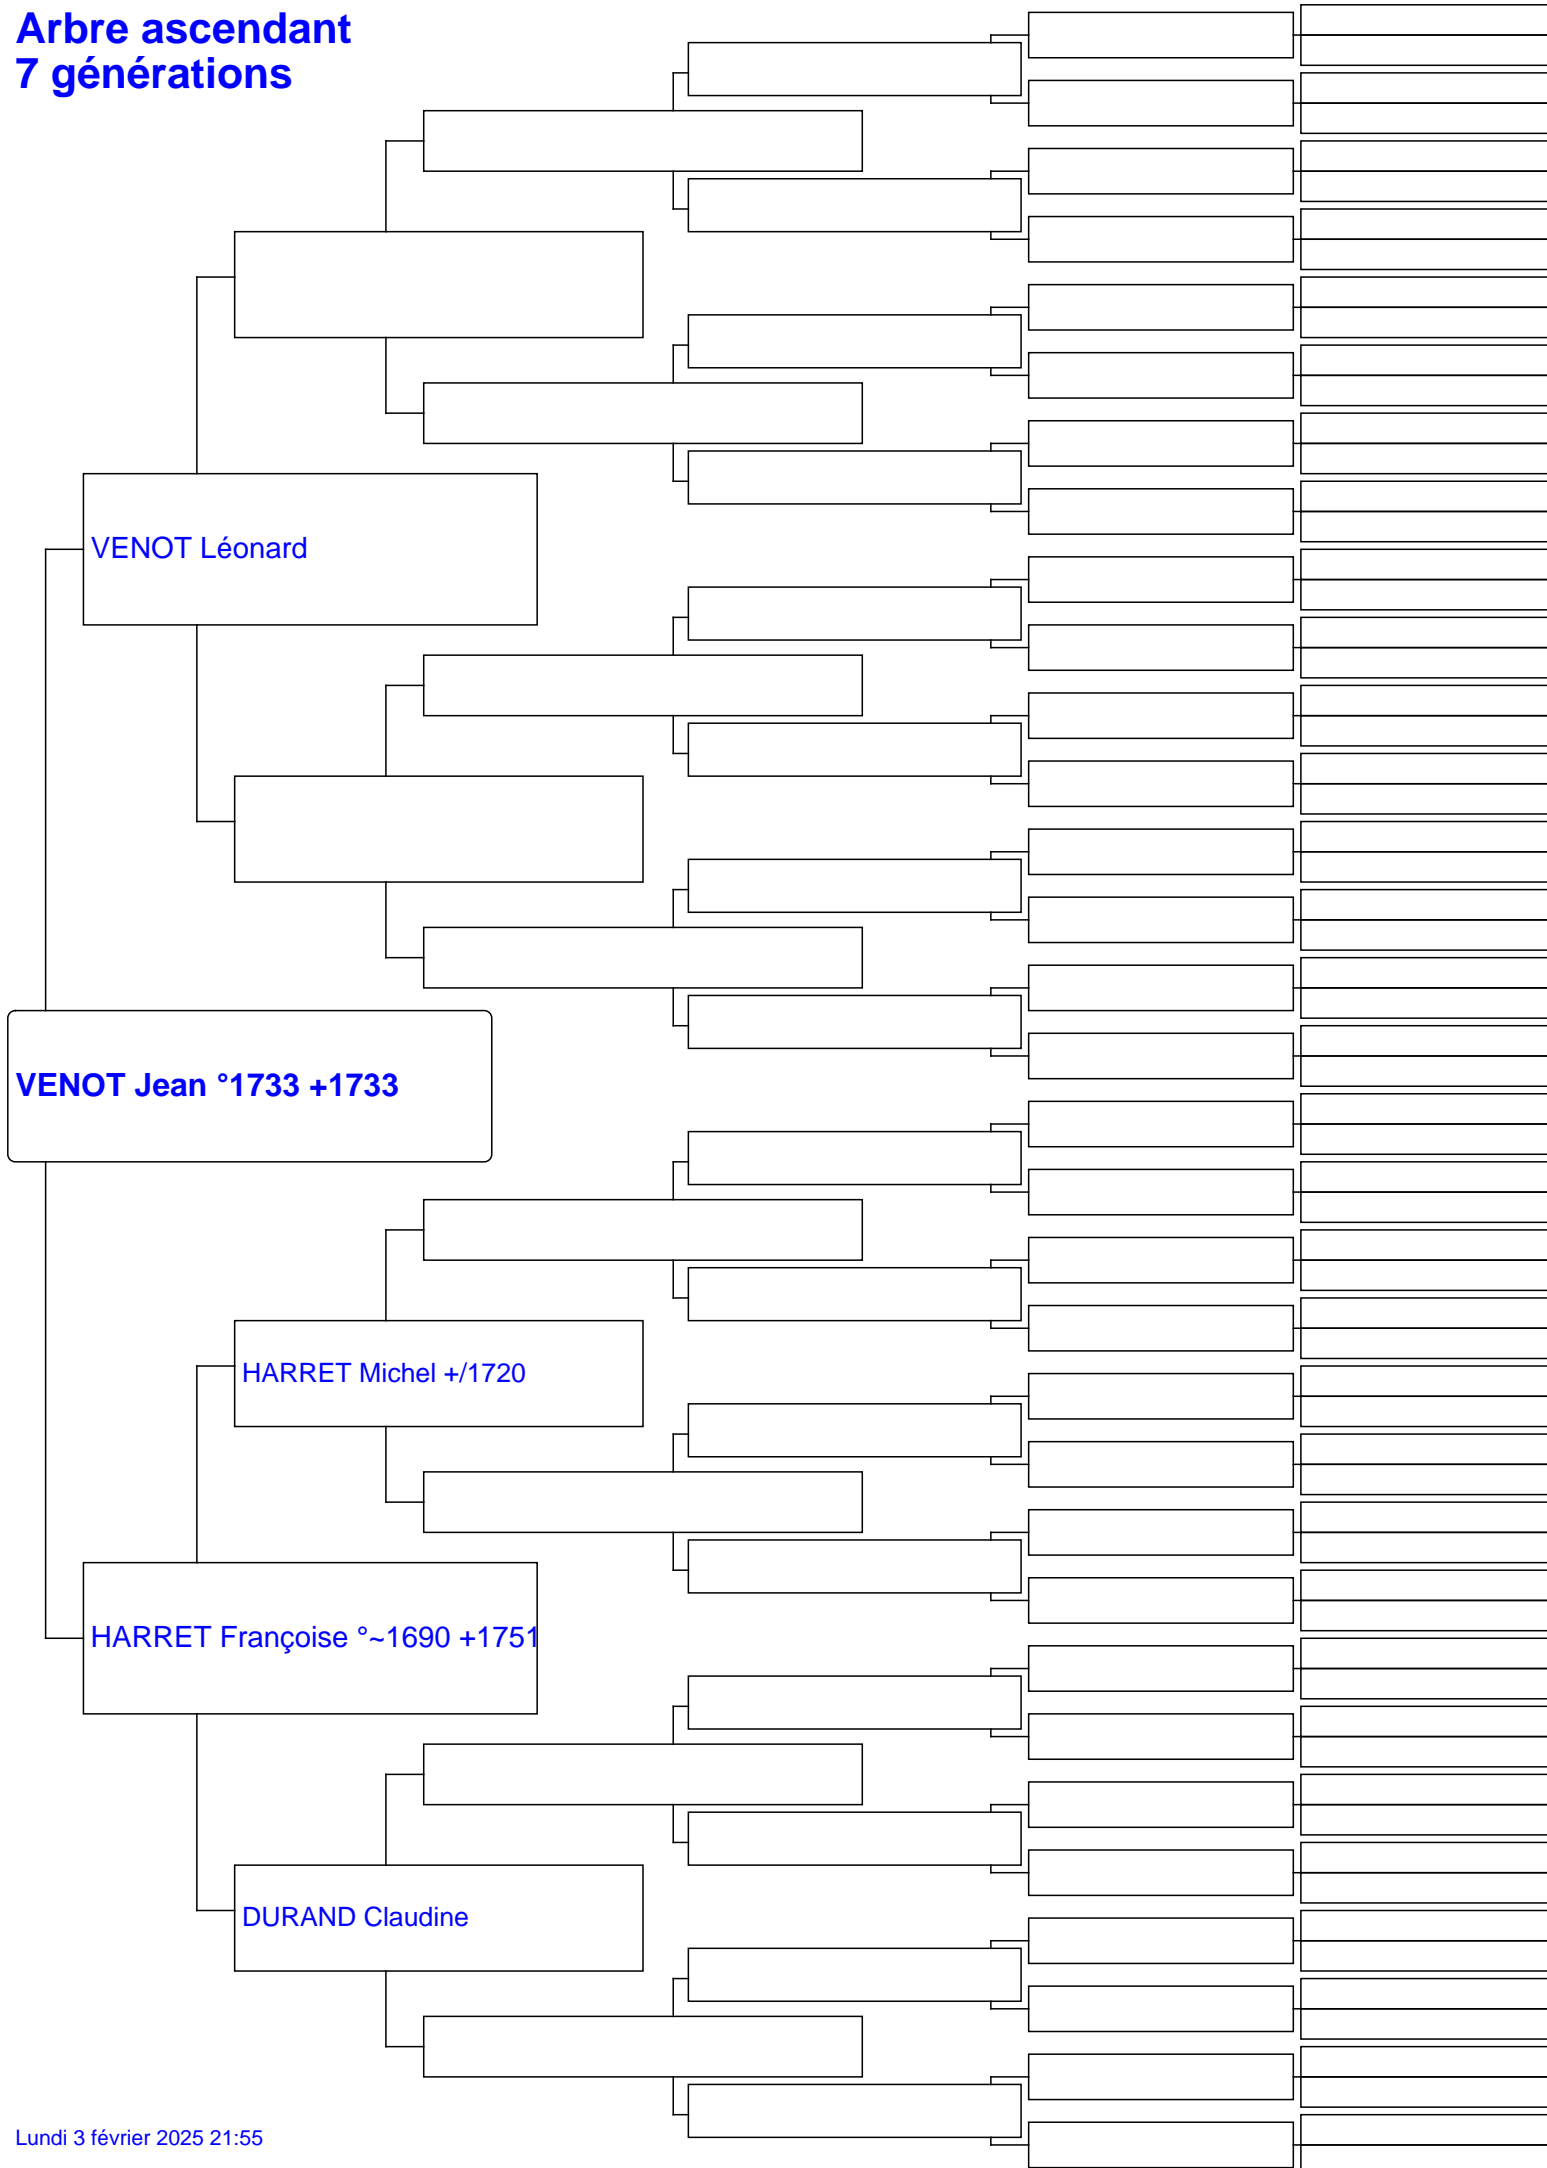 Arbre ascendant
7 générations
VENOT Léonard
VENOT Jean °1733 +1733
HARRET Michel +/1720
HARRET Françoise °~1690 +1751
DURAND Claudine
Lundi 3 février 2025 21:55